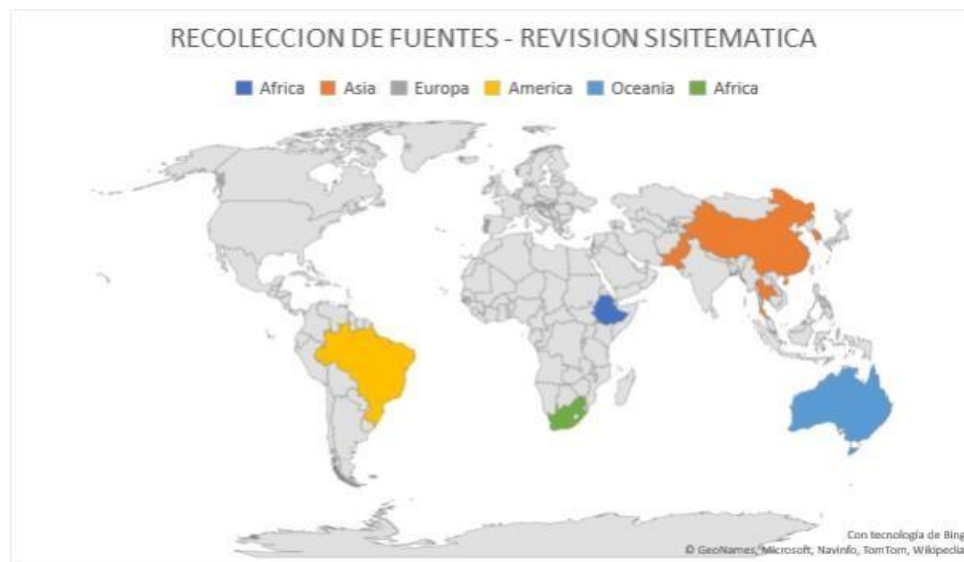 RECOLECCION DE FUENTES - REVISION SISITEMATICA
Africa Asia Europa America Oceania Africa
Con tecnología de Bing
© GeoNames, Microsoft, Navinfo, TomTom, Wikipedia